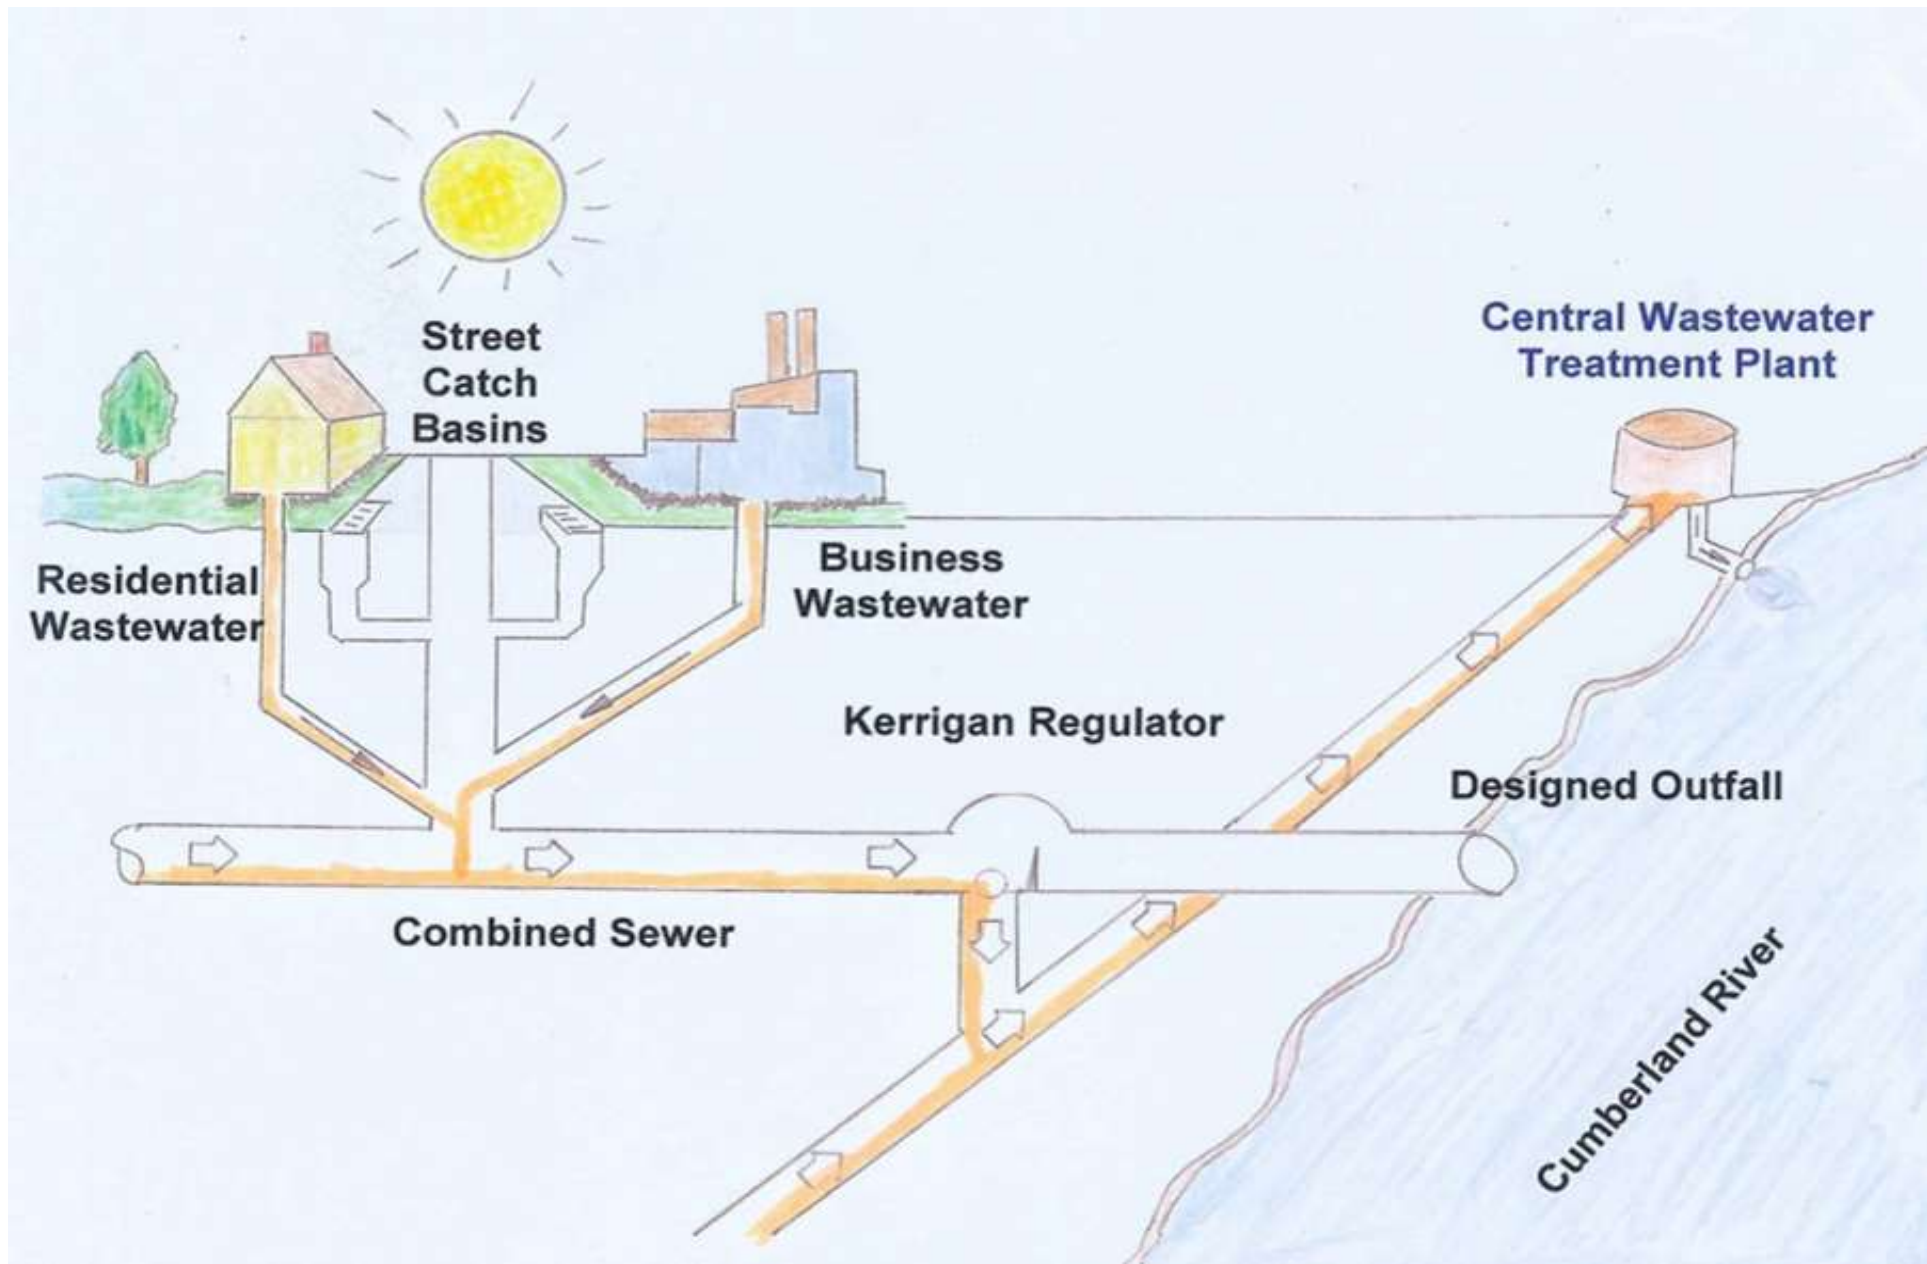 Street
Catch
Basins
Central Wastewater
Treatment Plant
Residential
Wastewater
Business
Wastewater
Kerrigan Regulator
Designed Outfall
Combined Sewer
Cumberland River